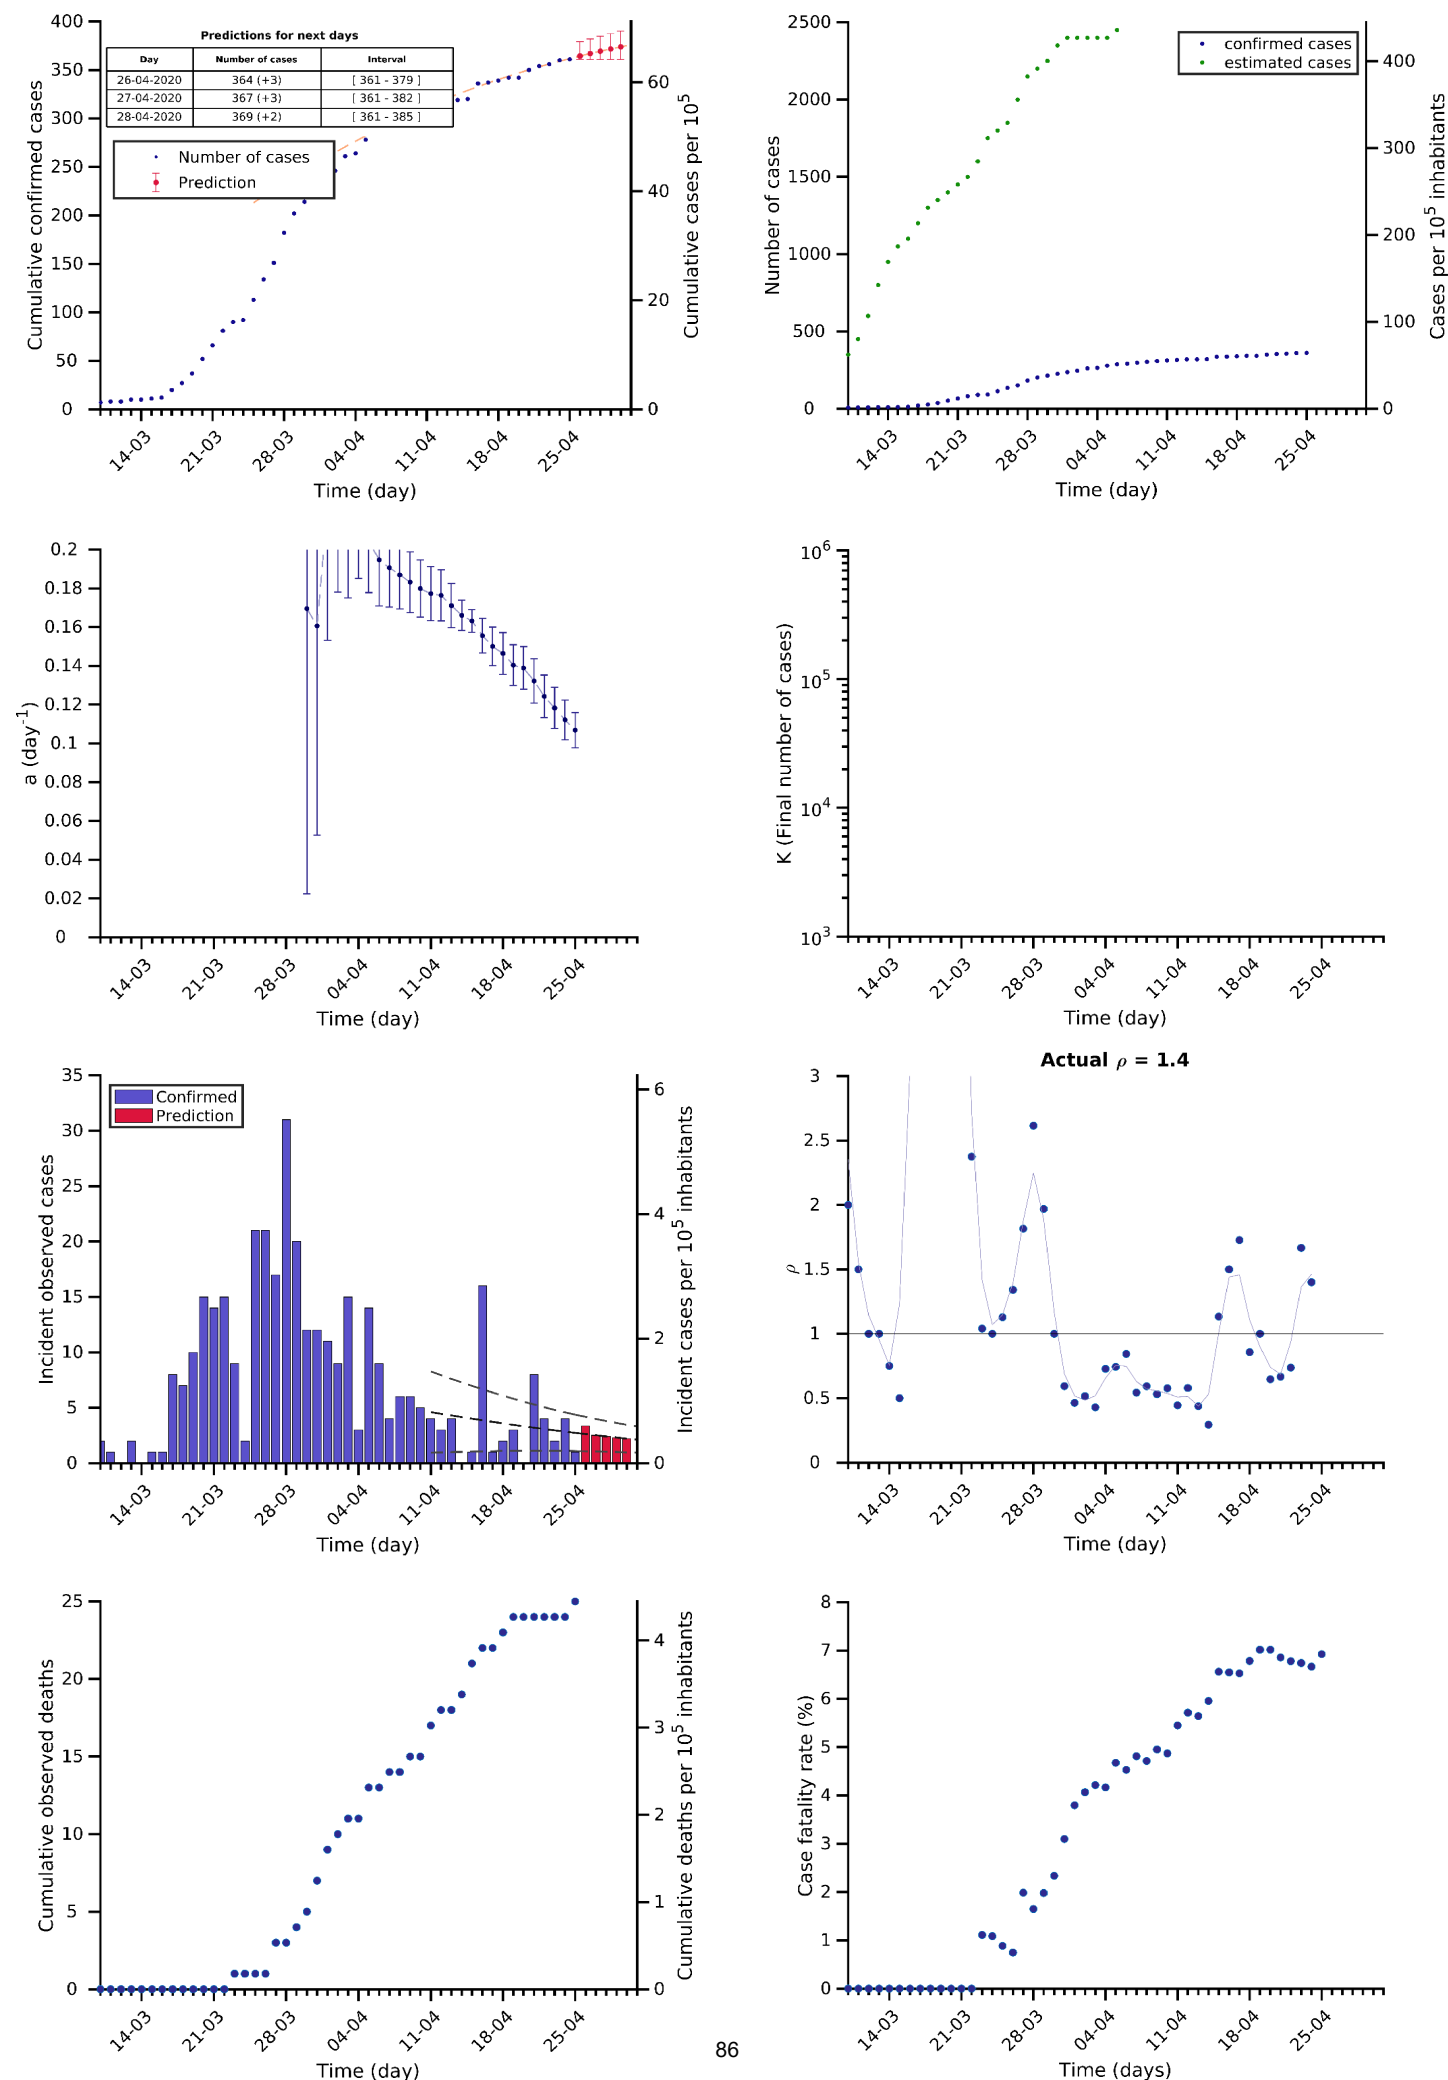 Predictions for next days
Day Number of cases Interval
26-04-2020 364 (+3) [ 361 - 379 ]
27-04-2020 367 (+3) [ 361 - 382 ]
28-04-2020 369 (+2) [ 361 - 385 ]
Number of cases
Prediction
Cumulative confirmed cases
400
350
300
250
200
150
100
50
0
Cumulative cases per 10^5
60
40
20
0
14-03 21-03 28-03 04-04 11-04 18-04 25-04
Time (day)
confirmed cases
estimated cases
Number of cases
2500
2000
1500
1000
500
0
Cases per 10^5 inhabitants
400
300
200
100
0
14-03 21-03 28-03 04-04 11-04 18-04 25-04
Time (day)
a (day^-1)
0.2
0.18
0.16
0.14
0.12
0.1
0.08
0.06
0.04
0.02
0
14-03 21-03 28-03 04-04 11-04 18-04 25-04
Time (day)
K (Final number of cases)
10^6
10^5
10^4
10^3
14-03 21-03 28-03 04-04 11-04 18-04 25-04
Time (day)
Confirmed
Prediction
Incident observed cases
35
30
25
20
15
10
5
0
Incident cases per 10^5 inhabitants
6
4
2
0
14-03 21-03 28-03 04-04 11-04 18-04 25-04
Time (day)
Actual ρ = 1.4
ρ
3
2.5
2
1.5
1
0.5
0
14-03 21-03 28-03 04-04 11-04 18-04 25-04
Time (day)
Cumulative observed deaths
25
20
15
10
5
0
Cumulative deaths per 10^5 inhabitants
4
3
2
1
0
14-03 21-03 28-03 04-04 11-04 18-04 25-04
Time (day)
Case fatality rate (%)
8
7
6
5
4
3
2
1
0
14-03 21-03 28-03 04-04 11-04 18-04 25-04
Time (days)
86